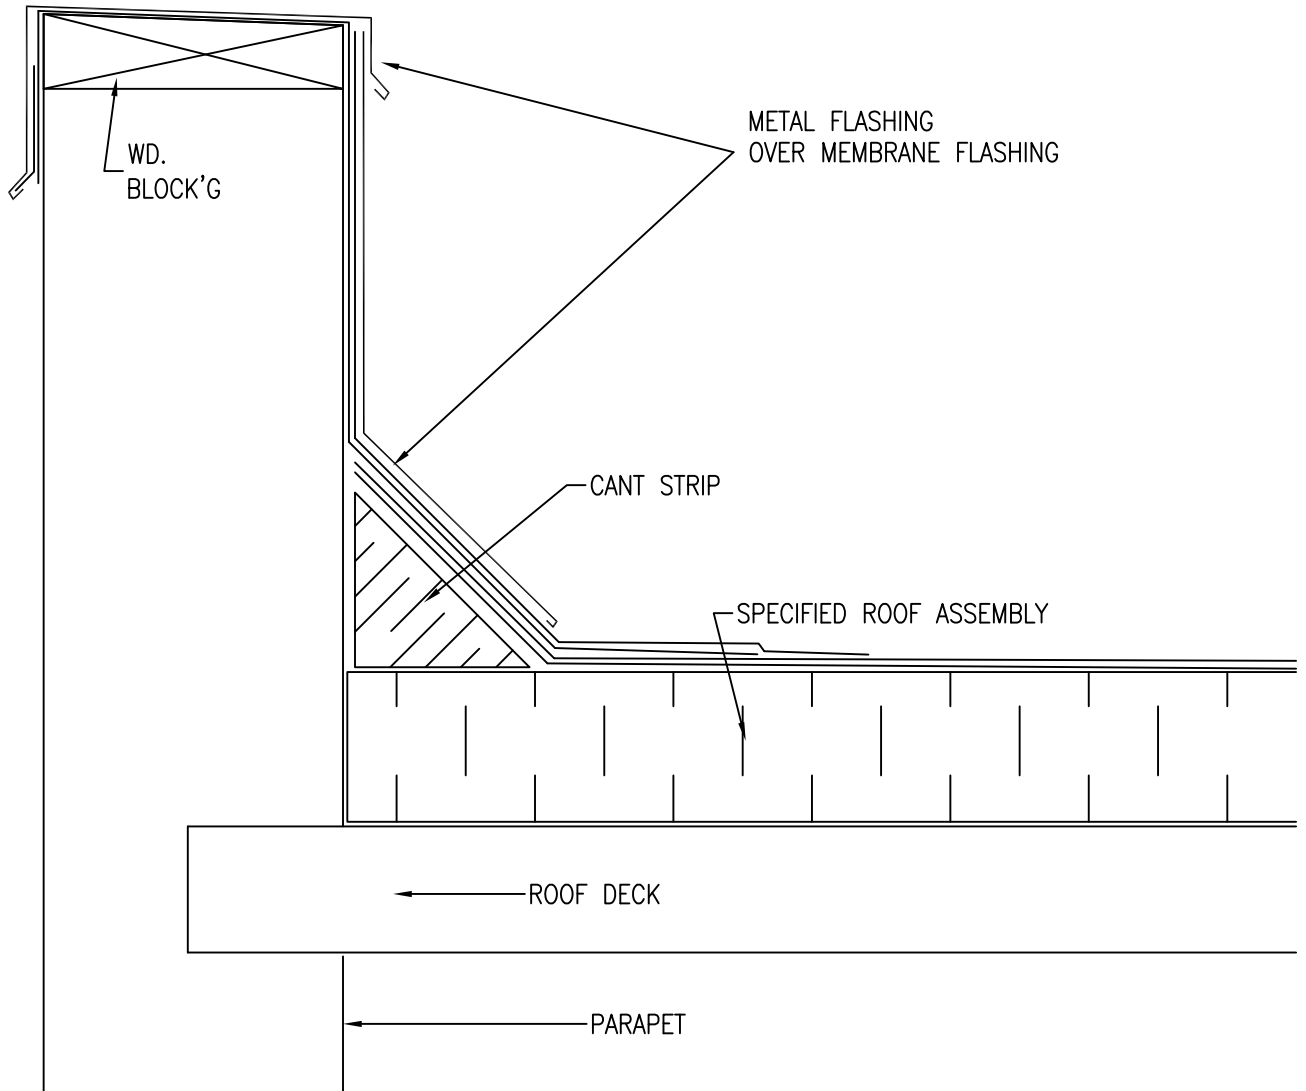 METAL FLASHING
OVER MEMBRANE FLASHING
WD.
BLOCK'G
CANT STRIP
SPECIFIED ROOF ASSEMBLY
ROOF DECK
PARAPET